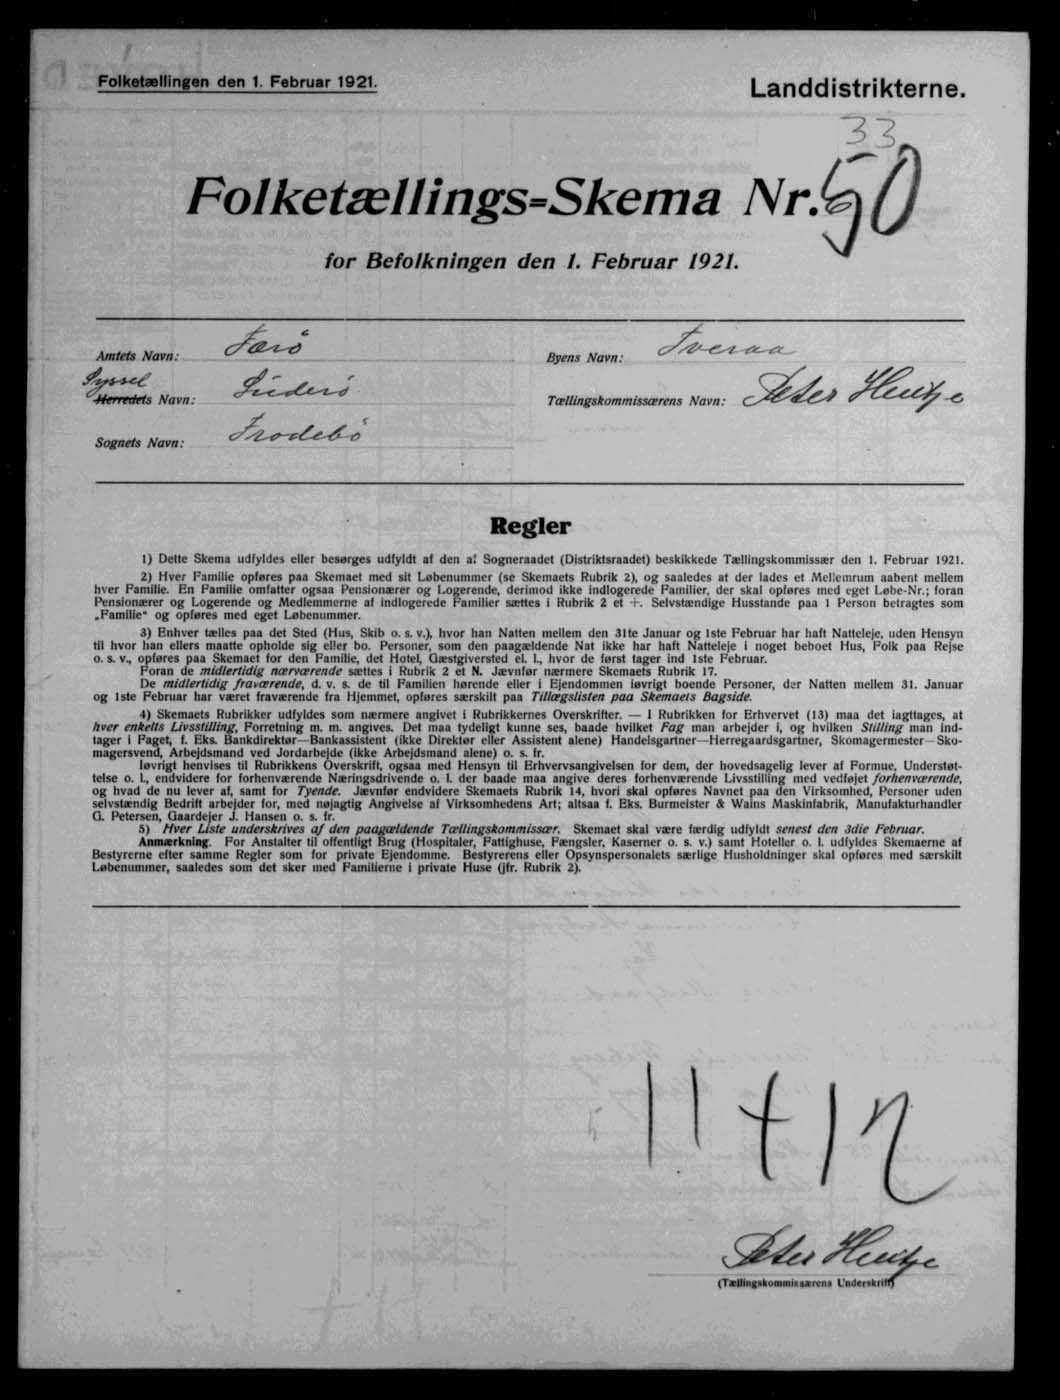 Folketællingen den 1. Februar 1921.
Landdistrikterne.
33
Folketællings=Skema Nr. 50
for Befolkningen den 1. Februar 1921.
Amtets Navn: Færö
Byens Navn: Tveraa
Syssel
Herredets Navn: Süderö
Tællingskommissærens Navn: Peter Hentze
Sognets Navn: Frodebö
Regler
1) Dette Skema udfyldes eller besørges udfyldt af den af Sogneraadet (Distriktsraadet) beskikkede Tællingskommissær den 1. Februar 1921.
2) Hver Familie opføres paa Skemaet med sit Løbenummer (se Skemaets Rubrik 2), og saaledes at der lades et Mellemrum aabent mellem
hver Familie. En Familie omfatter ogsaa Pensionærer og Logerende, derimod ikke indlogerede Familier, der skal opføres med eget Løbe-Nr.; foran
Pensionærer og Logerende og Medlemmerne af indlogerede Familier sættes i Rubrik 2 et +. Selvstændige Husstande paa 1 Person betragtes som
„Familie“ og opføres med eget Løbenummer.
3) Enhver tælles paa det Sted (Hus, Skib o. s. v.), hvor han Natten mellem den 31te Januar og 1ste Februar har haft Natteleje, uden Hensyn
til hvor han ellers maatte opholde sig eller bo. Personer, som den paagældende Nat ikke har haft Natteleje i noget beboet Hus, Folk paa Rejse
o. s. v., opføres paa Skemaet for den Familie, det Hotel, Gæstgiversted el. l., hvor de først tager ind 1ste Februar.
Foran de midlertidig nærværende sættes i Rubrik 2 et N. Jævnfør nærmere Skemaets Rubrik 17.
De midlertidig fraværende, d. v. s. de til Familien hørende eller i Ejendommen iøvrigt boende Personer, der Natten mellem 31. Januar
og 1ste Februar har været fraværende fra Hjemmet, opføres særskilt paa Tillægslisten paa Skemaets Bagside.
4) Skemaets Rubrikker udfyldes som nærmere angivet i Rubrikkernes Overskrifter. — I Rubrikken for Erhvervet (13) maa det iagttages, at
hver enkelts Livsstilling, Forretning m. m. angives. Det maa tydeligt kunne ses, baade hvilket Fag man arbejder i, og hvilken Stilling man ind-
tager i Faget, f. Eks. Bankdirektør—Bankassistent (ikke Direktør eller Assistent alene) Handelsgartner—Herregaardsgartner, Skomagermester—Sko-
magersvend, Arbejdsmand ved Jordarbejde (ikke Arbejdsmand alene) o. s. fr.
Iøvrigt henvises til Rubrikkens Overskrift, ogsaa med Hensyn til Erhvervsangivelsen for dem, der hovedsagelig lever af Formue, Understøt-
telse o. l., endvidere for forhenværende Næringsdrivende o. l. der baade maa angive deres forhenværende Livsstilling med vedføjet forhenværende,
og hvad de nu lever af, samt for Tyende. Jævnfør endvidere Skemaets Rubrik 14, hvori skal opføres Navnet paa den Virksomhed, Personer uden
selvstændig Bedrift arbejder for, med nøjagtig Angivelse af Virksomhedens Art; altsaa f. Eks. Burmeister & Wains Maskinfabrik, Manufakturhandler
G. Petersen, Gaardejer J. Hansen o. s. fr.
5) Hver Liste underskrives af den paagældende Tællingskommissær. Skemaet skal være færdig udfyldt senest den 3die Februar.
Anmærkning. For Anstalter til offentligt Brug (Hospitaler, Fattighuse, Fængsler, Kaserner o. s. v.) samt Hoteller o. l. udfyldes Skemaerne af
Bestyrerne efter samme Regler som for private Ejendomme. Bestyrerens eller Opsynspersonalets særlige Husholdninger skal opføres med særskilt
Løbenummer, saaledes som det sker med Familierne i private Huse (jfr. Rubrik 2).
11 + 12
Peter Hentze
(Tællingskommissærens Underskrift)